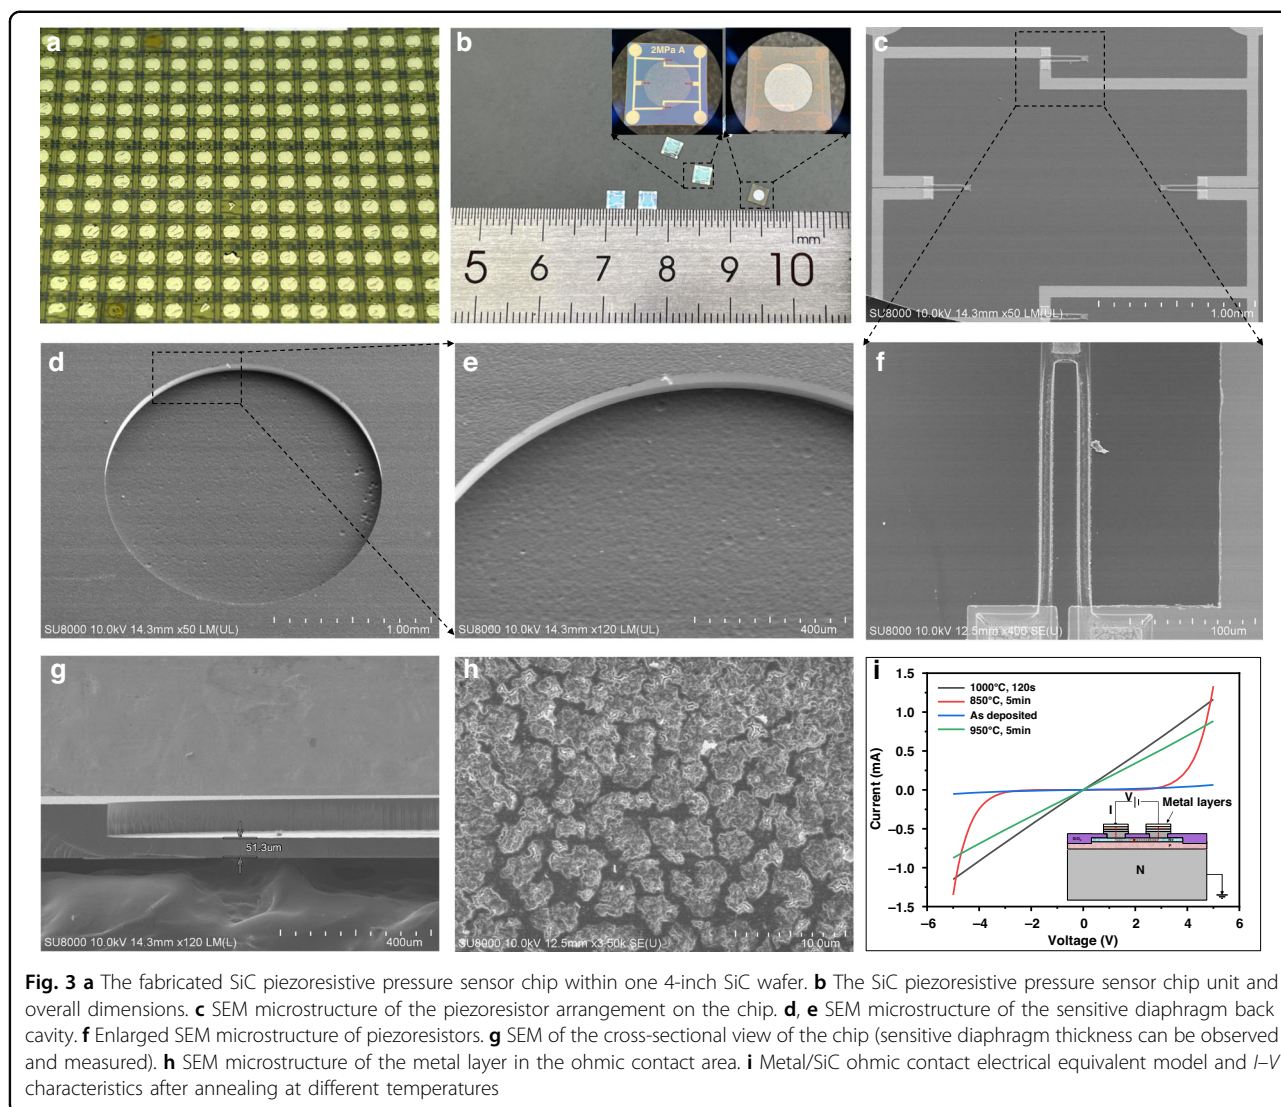 a
b
2MPa A
mm
5 6 7 8 9 10
c
SU8000 10.0kV 14.3mm x50 LM(UL)
1.00mm
d
SU8000 10.0kV 14.3mm x50 LM(UL)
1.00mm
e
SU8000 10.0kV 14.3mm x120 LM(UL)
400um
f
SU8000 10.0kV 12.5mm x400 SE(U)
100um
g
51.3um
SU8000 10.0kV 14.3mm x120 LM(L)
400um
h
SU8000 10.0kV 12.5mm x3.50k SE(U)
10.0um
i
1000°C, 120s
850°C, 5min
As deposited
950°C, 5min
1.5
1.0
0.5
0.0
−0.5
−1.0
−1.5
Current (mA)
V
I
Metal layers
P
N
−6 −4 −2 0 2 4 6
Voltage (V)
Fig. 3 a The fabricated SiC piezoresistive pressure sensor chip within one 4-inch SiC wafer. b The SiC piezoresistive pressure sensor chip unit and
overall dimensions. c SEM microstructure of the piezoresistor arrangement on the chip. d, e SEM microstructure of the sensitive diaphragm back
cavity. f Enlarged SEM microstructure of piezoresistors. g SEM of the cross-sectional view of the chip (sensitive diaphragm thickness can be observed
and measured). h SEM microstructure of the metal layer in the ohmic contact area. i Metal/SiC ohmic contact electrical equivalent model and I–V
characteristics after annealing at different temperatures